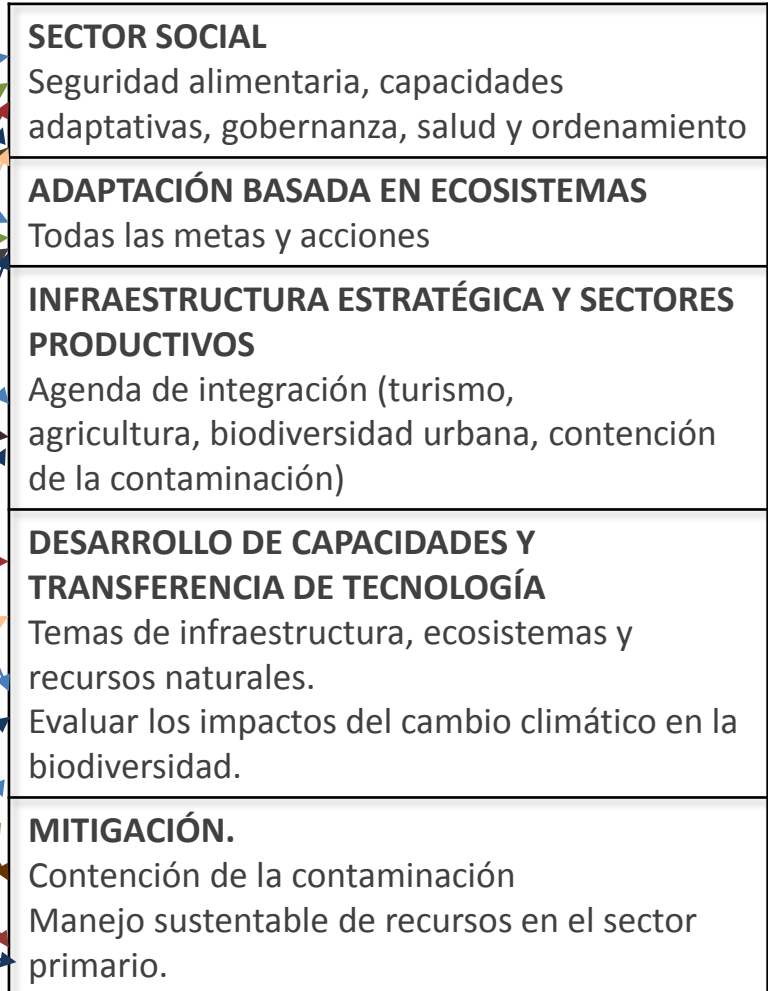 SECTOR SOCIAL
Seguridad alimentaria, capacidades
adaptativas, gobernanza, salud y ordenamiento
ADAPTACIÓN BASADA EN ECOSISTEMAS
Todas las metas y acciones
INFRAESTRUCTURA ESTRATÉGICA Y SECTORES
PRODUCTIVOS
Agenda de integración (turismo,
agricultura, biodiversidad urbana, contención
de la contaminación)
DESARROLLO DE CAPACIDADES Y
TRANSFERENCIA DE TECNOLOGÍA
Temas de infraestructura, ecosistemas y
recursos naturales.
Evaluar los impactos del cambio climático en la
biodiversidad.
MITIGACIÓN.
Contención de la contaminación
Manejo sustentable de recursos en el sector
primario.